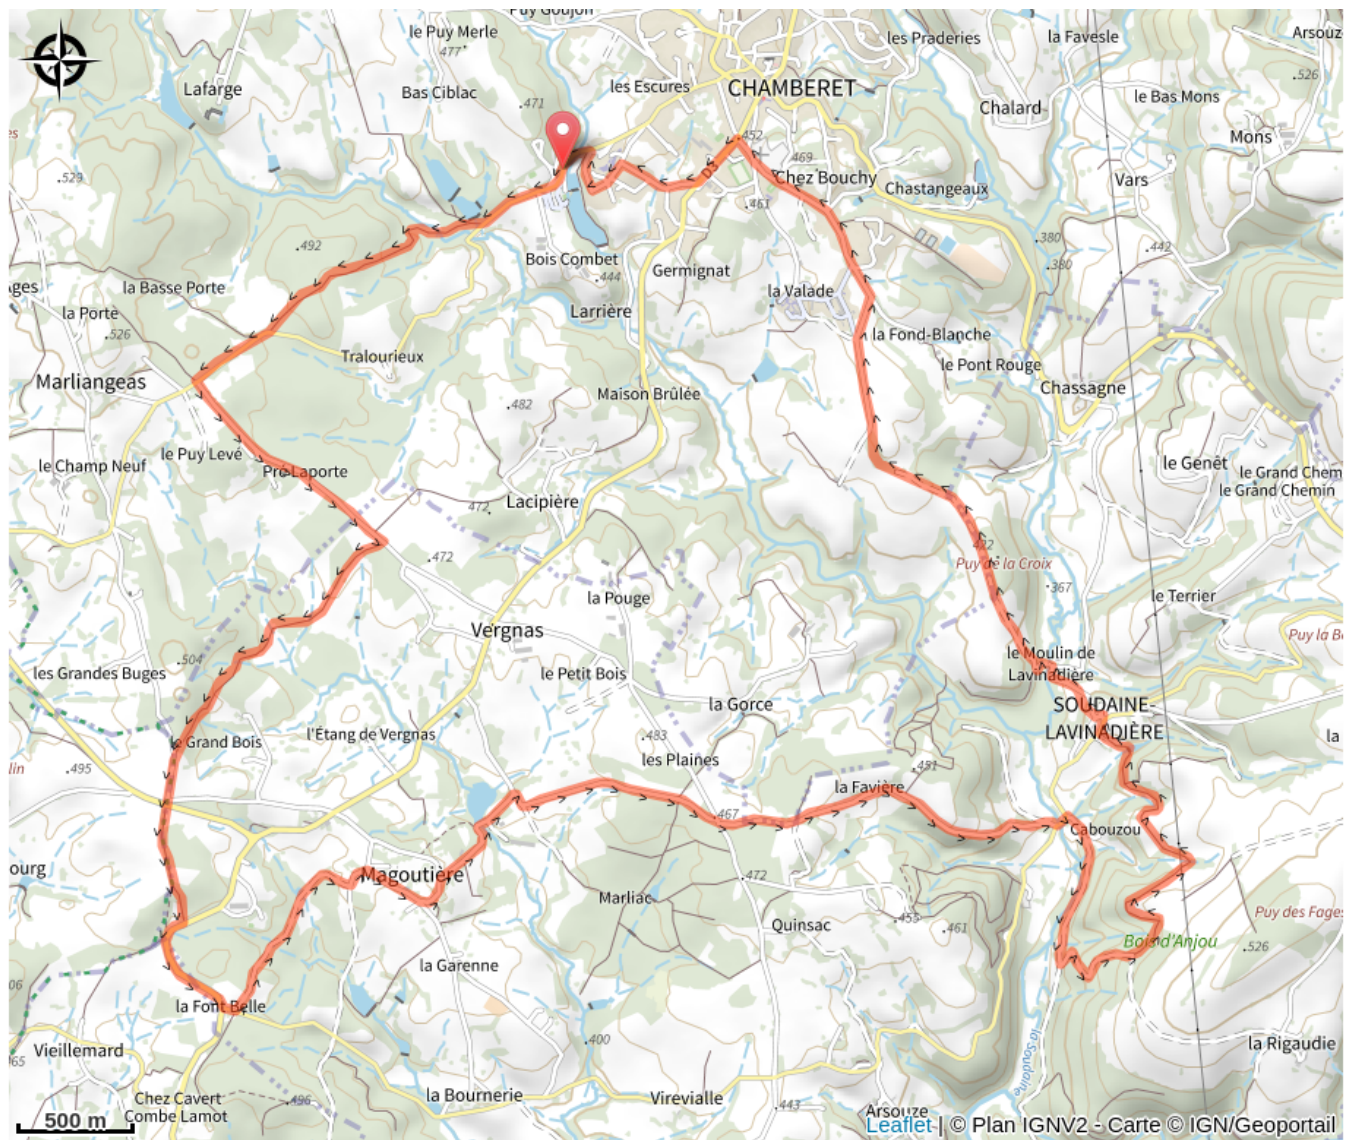 Puy Goujon
le Puy Merle
477
les Praderies
la Favesle
Arsouz
.526
Lafarge
Bas Ciblac
.471
les Escures
CHAMBERET
Chalard
le Bas Mons
Mons
.529
452
469
Chez Bouchy
D3
Chastangeaux
Vars
.461
.492
Bois Combet
.444
Germignat
.380
.380
.442
ges
la Basse Porte
la Porte
.526
Larrière
la Valade
la Fond-Blanche
Tralourieux
le Pont Rouge
Marliangeas
Maison Brûlée
Chassagne
.482
le Champ Neuf
le Puy Levé
Pré Laporte
le Genêt
le Grand Chem
le Grand Chemin
472
Lacipière
.472
422
Puy de la Croix
.367
la Pouge
le Terrier
Vergnas
Puy la B
les Grandes Buges
.504
le Petit Bois
le Moulin de
Lavinadière
la Gorce
SOUDAINE-
LAVINADIÈRE
le Grand Bois
l'Étang de Vergnas
.483
les Plaines
la
lin
.495
.451
la Favière
.467
Cabouzou
ourg
Magoutière
.472
Marliac
Quinsac
.455
.461
Puy des Fages
Bois d'Anjou
.526
la Garenne
la Font Belle
Vieillemard
.400
la Soudaine
la Rigaudie
Chez Cavert
Combe Lamot
.496
la Bournerie
Virevialle
.443
Arsouze
500 m
Leaflet | © Plan IGNV2 - Carte © IGN/Geoportail